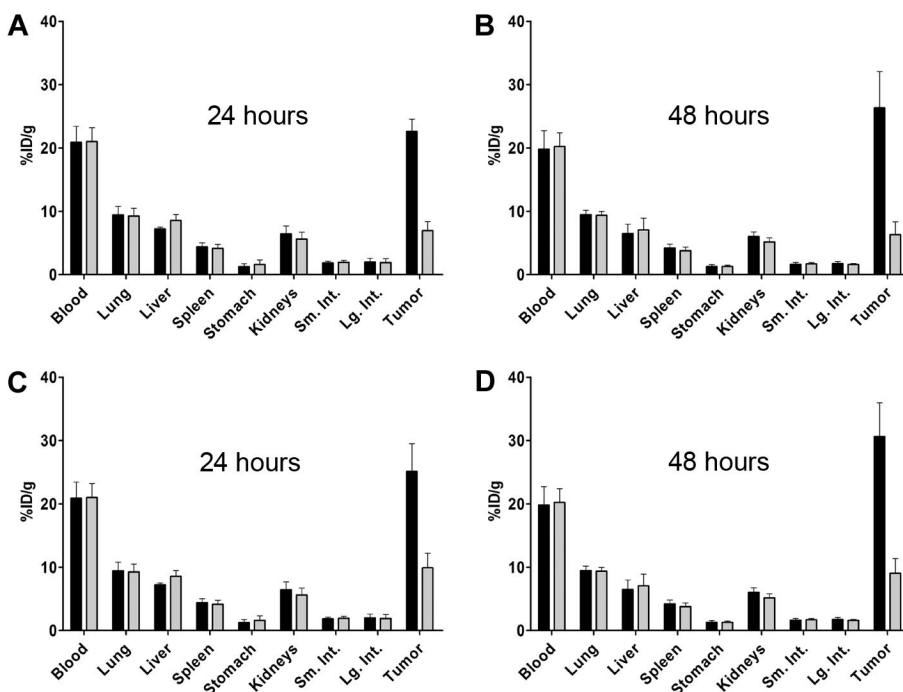 A
40
30
20
10
0
%ID/g
24 hours
Blood
Lung
Liver
Spleen
Stomach
Kidneys
Sm. Int.
Lg. Int.
Tumor
B
40
30
20
10
0
%ID/g
48 hours
Blood
Lung
Liver
Spleen
Stomach
Kidneys
Sm. Int.
Lg. Int.
Tumor
C
40
30
20
10
0
%ID/g
24 hours
Blood
Lung
Liver
Spleen
Stomach
Kidneys
Sm. Int.
Lg. Int.
Tumor
D
40
30
20
10
0
%ID/g
48 hours
Blood
Lung
Liver
Spleen
Stomach
Kidneys
Sm. Int.
Lg. Int.
Tumor